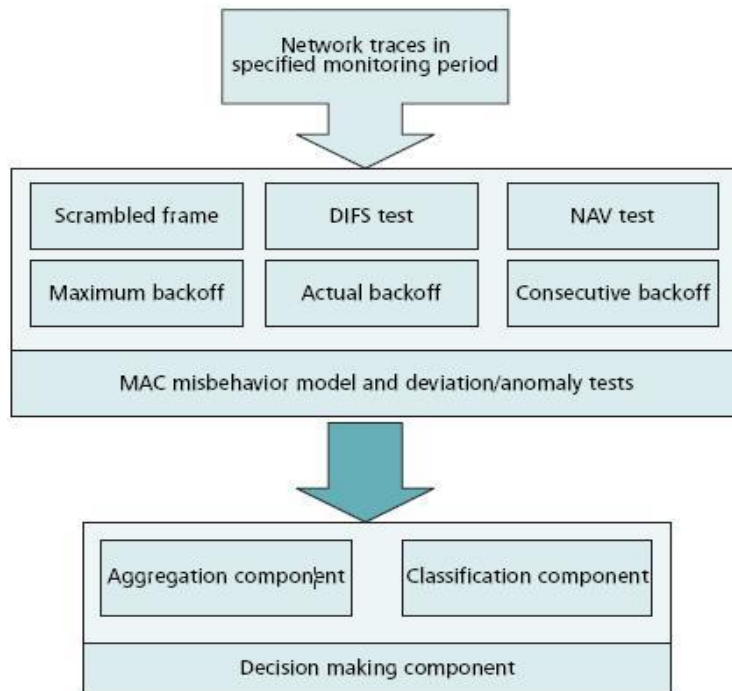 Network traces in
specified monitoring period
Scrambled frame
DIFS test
NAV test
Maximum backoff
Actual backoff
Consecutive backoff
MAC misbehavior model and deviation/anomaly tests
Aggregation component
Classification component
Decision making component